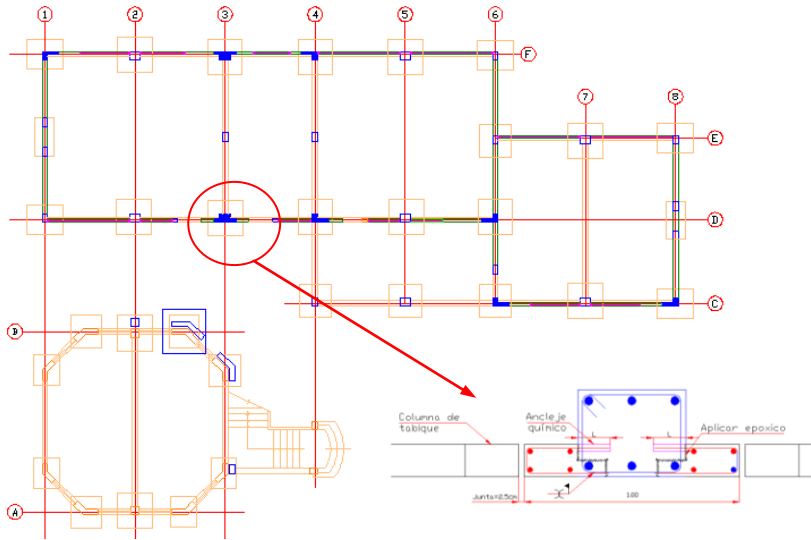 1 2 3 4 5 6
F
7 8
E
D
C
B
A
Columna de
tabique
Ancleje
químico
Aplicar epoxico
L L
Junta=2.5cm
1.00